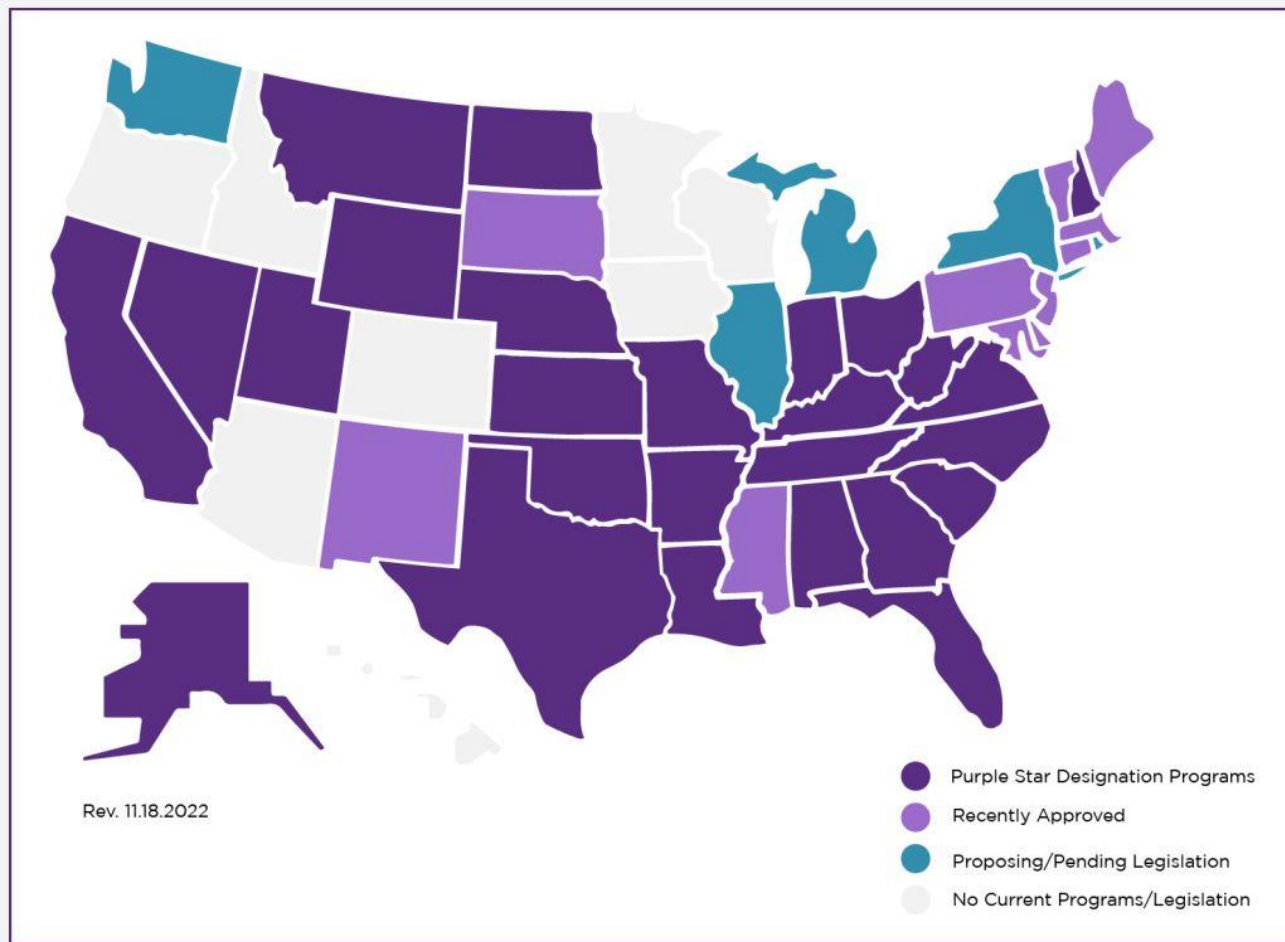 Rev. 11.18.2022
Purple Star Designation Programs
Recently Approved
Proposing/Pending Legislation
No Current Programs/Legislation